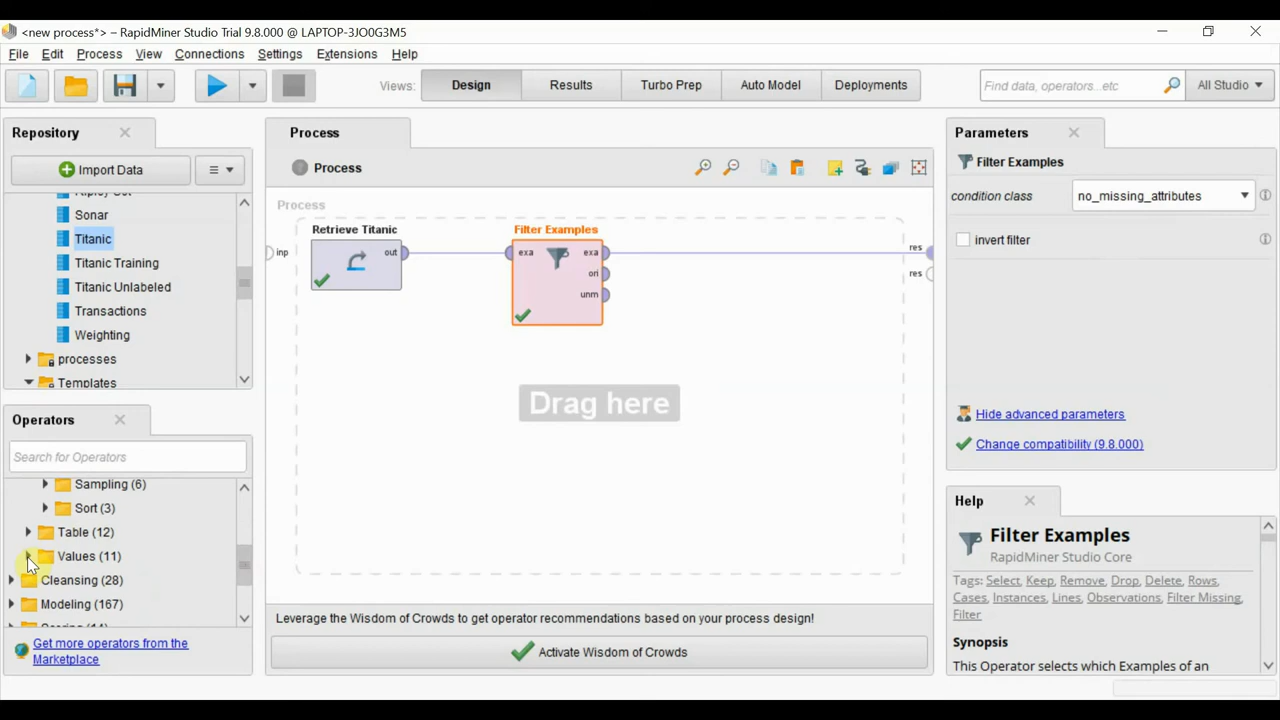 <new process*> – RapidMiner Studio Trial 9.8.000 @ LAPTOP-3JO0G3M5
File Edit Process View Connections Settings Extensions Help
Views: Design Results Turbo Prep Auto Model Deployments Find data, operators...etc All Studio
Repository
Import Data
Ripley-Set
Sonar
Titanic
Titanic Training
Titanic Unlabeled
Transactions
Weighting
processes
Templates
Operators
Search for Operators
Sampling (6)
Sort (3)
Table (12)
Values (11)
Cleansing (28)
Modeling (167)
Scoring (14)
Get more operators from the
Marketplace
Process
Process
Process
inp
Retrieve Titanic
out
Filter Examples
exa exa
ori
unm
res
res
Drag here
Leverage the Wisdom of Crowds to get operator recommendations based on your process design!
Activate Wisdom of Crowds
Parameters
Filter Examples
condition class no_missing_attributes
invert filter
Hide advanced parameters
Change compatibility (9.8.000)
Help
Filter Examples
RapidMiner Studio Core
Tags: Select, Keep, Remove, Drop, Delete, Rows,
Cases, Instances, Lines, Observations, Filter Missing,
Filter
Synopsis
This Operator selects which Examples of an